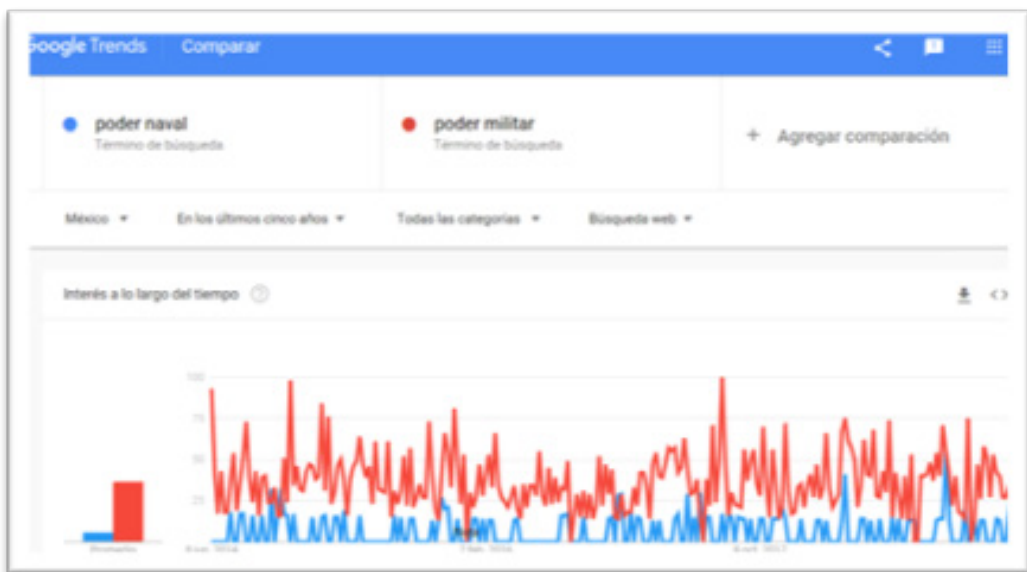 Google Trends Comparar
poder naval
Término de búsqueda
poder militar
Término de búsqueda
+ Agregar comparación
México En los últimos cinco años Todas las categorías Búsqueda web
Interés a lo largo del tiempo
100
75
50
25
Promedio